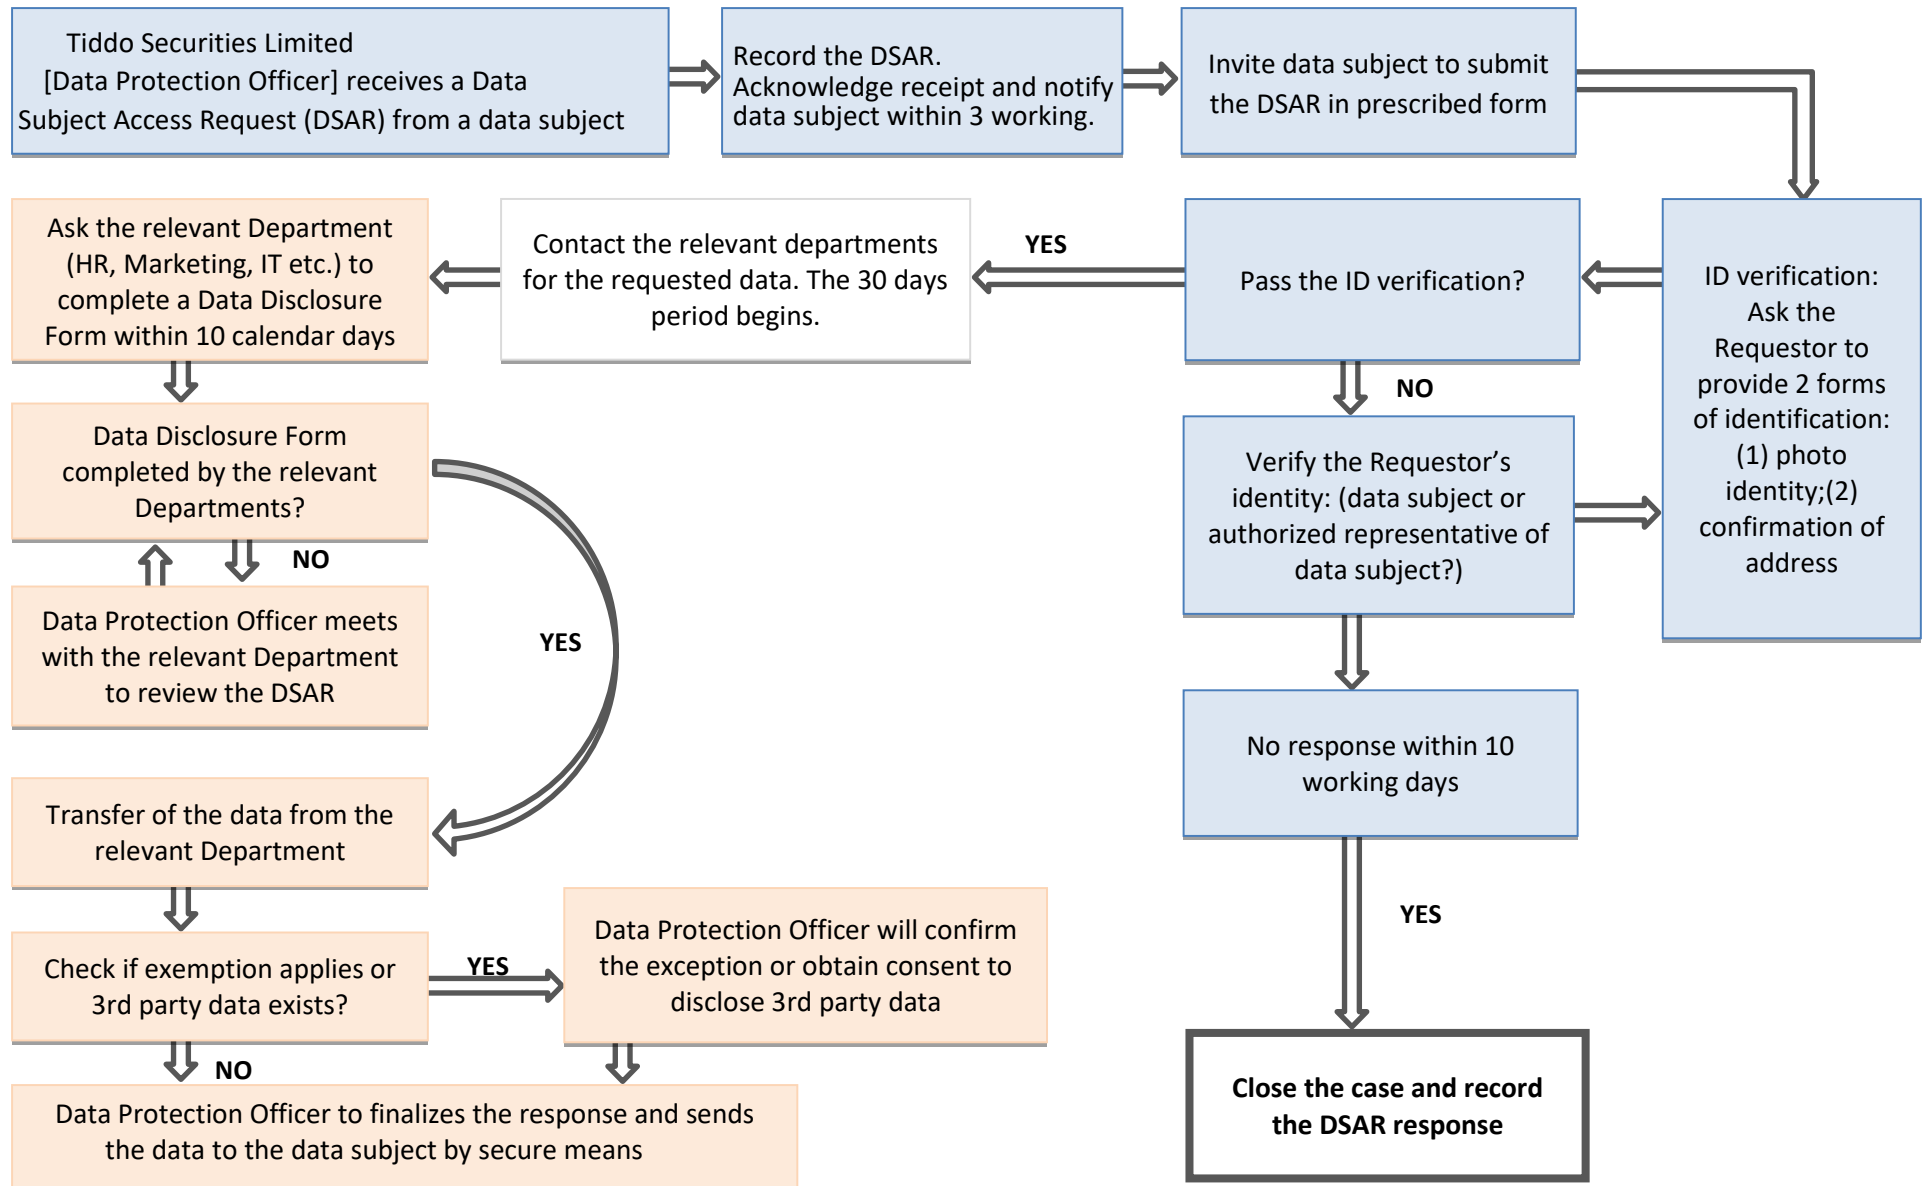 Tiddo Securities Limited
[Data Protection Officer] receives a Data
Subject Access Request (DSAR) from a data subject
Record the DSAR.
Acknowledge receipt and notify
data subject within 3 working.
Invite data subject to submit
the DSAR in prescribed form
ID verification:
Ask the
Requestor to
provide 2 forms
of identification:
(1) photo
identity;(2)
confirmation of
address
Pass the ID verification?
YES
Contact the relevant departments
for the requested data. The 30 days
period begins.
Ask the relevant Department
(HR, Marketing, IT etc.) to
complete a Data Disclosure
Form within 10 calendar days
NO
Verify the Requestor’s
identity: (data subject or
authorized representative of
data subject?)
No response within 10
working days
YES
Close the case and record
the DSAR response
Data Disclosure Form
completed by the relevant
Departments?
NO
Data Protection Officer meets
with the relevant Department
to review the DSAR
YES
Transfer of the data from the
relevant Department
Check if exemption applies or
3rd party data exists?
YES
Data Protection Officer will confirm
the exception or obtain consent to
disclose 3rd party data
NO
Data Protection Officer to finalizes the response and sends
the data to the data subject by secure means